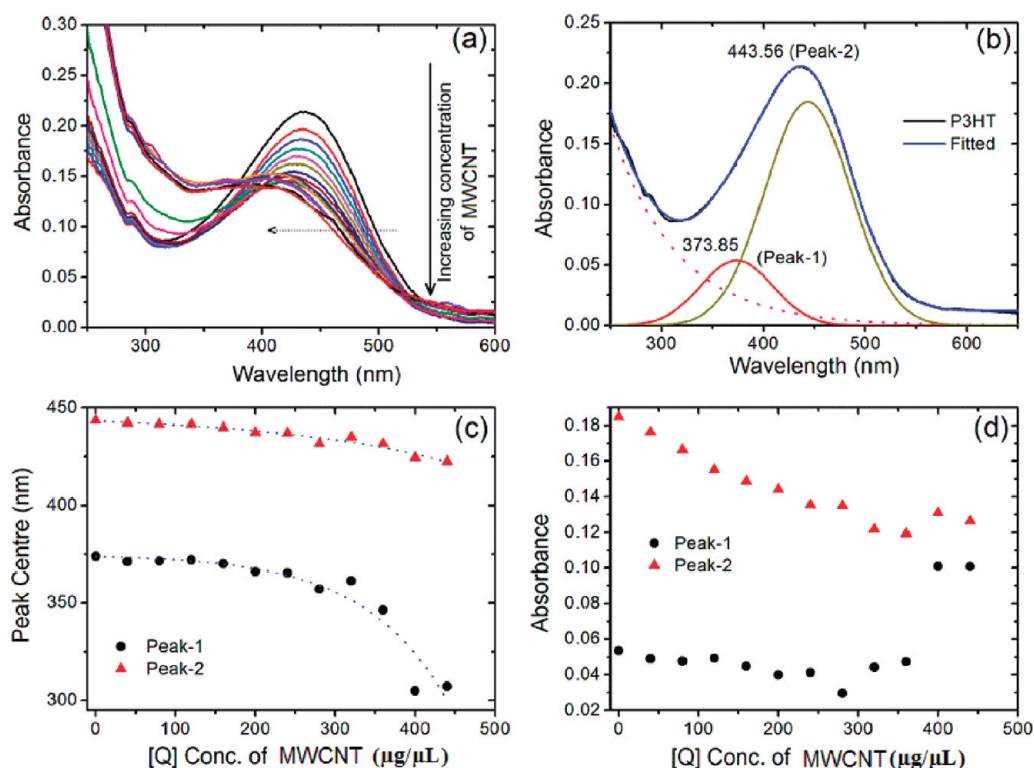 (a)
0.30
0.25
0.20
0.15
0.10
0.05
0.00
Absorbance
Increasing concentration
of MWCNT
300
400
500
600
Wavelength (nm)
(b)
443.56 (Peak-2)
0.25
0.20
0.15
0.10
0.05
0.00
Absorbance
P3HT
Fitted
373.85
(Peak-1)
300
400
500
600
Wavelength (nm)
(c)
450
400
350
300
Peak Centre (nm)
Peak-1
Peak-2
0
100
200
300
400
500
[Q] Conc. of MWCNT (µg/µL)
(d)
0.18
0.16
0.14
0.12
0.10
0.08
0.06
0.04
0.02
Absorbance
Peak-1
Peak-2
0
100
200
300
400
500
[Q] Conc. of MWCNT (µg/µL)